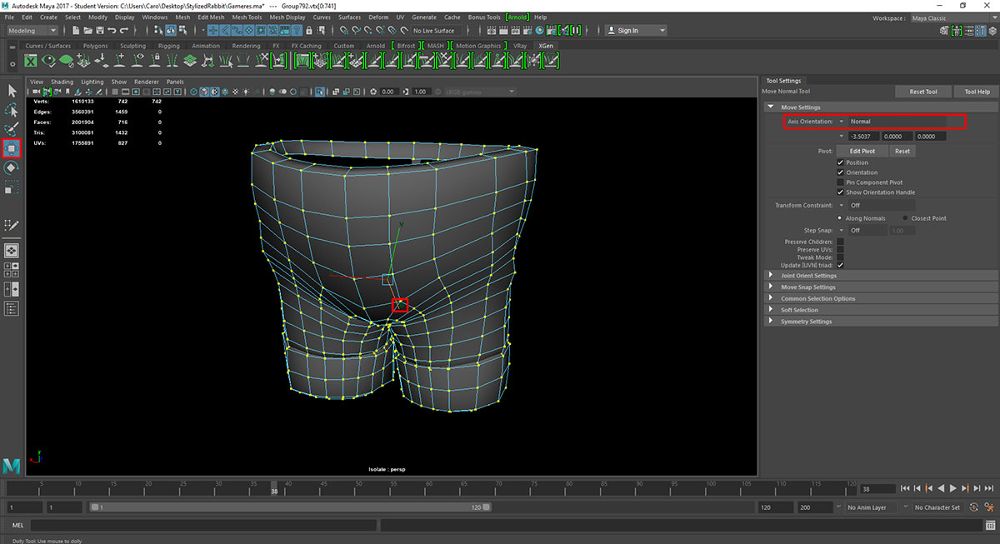 Autodesk Maya 2017 - Student Version: C:\Users\Caro\Desktop\StylizedRabbit\Gameres.ma* --- Group792.vtx[0:741]
File Edit Create Select Modify Display Windows Mesh Edit Mesh Mesh Tools Mesh Display Curves Surfaces Deform UV Generate Cache Bonus Tools [Arnold] Help
Workspace : Maya Classic
Modeling No Live Surface Sign In
Curves / Surfaces Polygons Sculpting Rigging Animation Rendering FX FX Caching Custom Arnold [ Bifrost ] [ MASH ] [ Motion Graphics ] VRay XGen
View Shading Lighting Show Renderer Panels
0.00 1.00 sRGB gamma
Verts: 1610133 742 742
Edges: 3560391 1459 0
Faces: 2001904 716 0
Tris: 3100081 1432 0
UVs: 1755891 827 0
Isolate : persp
Tool Settings
Move Normal Tool Reset Tool Tool Help
Move Settings
Axis Orientation: Normal
-3.5037 0.0000 0.0000
Pivot: Edit Pivot Reset
Position
Orientation
Pin Component Pivot
Show Orientation Handle
Transform Constraint: Off
Along Normals Closest Point
Step Snap: Off 1.00
Preserve Children:
Preserve UVs:
Tweak Mode:
Update [UVN] triad:
Joint Orient Settings
Move Snap Settings
Common Selection Options
Soft Selection
Symmetry Settings
5 10 15 20 25 30 35 40 45 50 55 60 65 70 75 80 85 90 95 100 105 110 115 120
38 38
1 1 1 120 120 200 No Anim Layer No Character Set
MEL
Dolly Tool: Use mouse to dolly